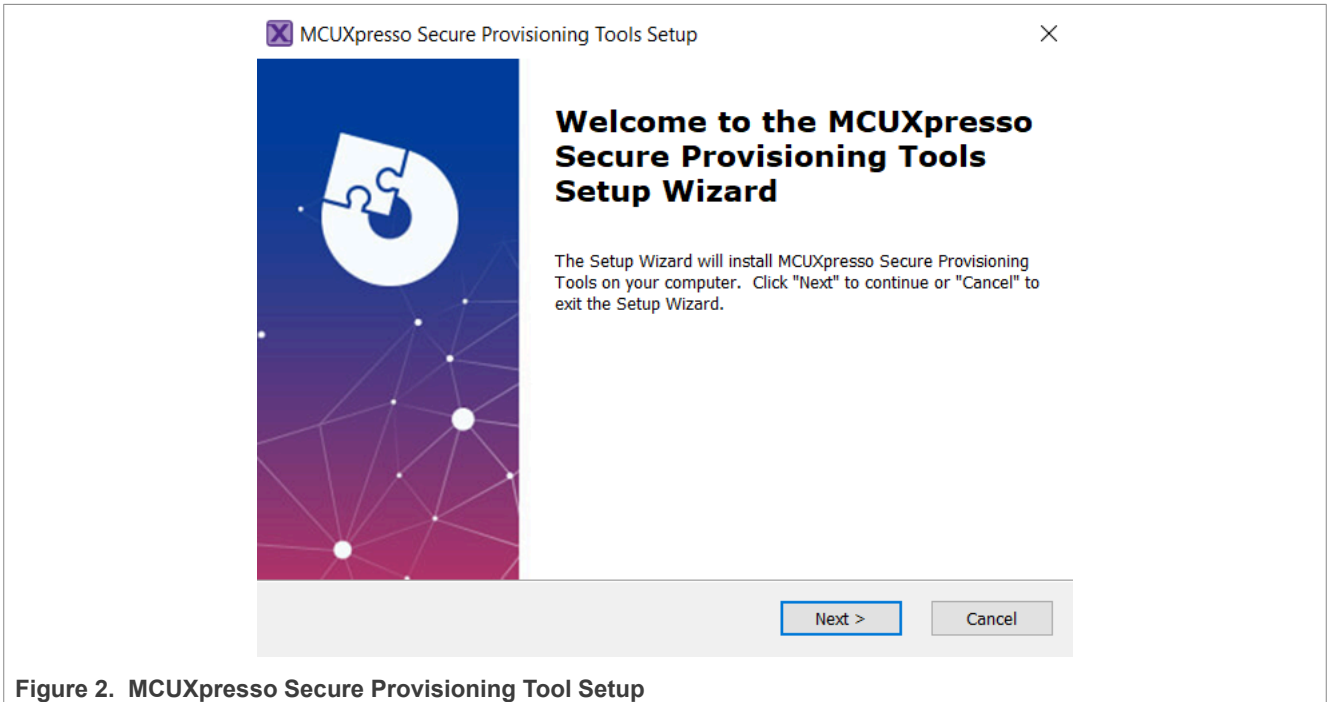 MCUXpresso Secure Provisioning Tools Setup
Welcome to the MCUXpresso
Secure Provisioning Tools
Setup Wizard
The Setup Wizard will install MCUXpresso Secure Provisioning
Tools on your computer.  Click "Next" to continue or "Cancel" to
exit the Setup Wizard.
Next >
Cancel
Figure 2.  MCUXpresso Secure Provisioning Tool Setup